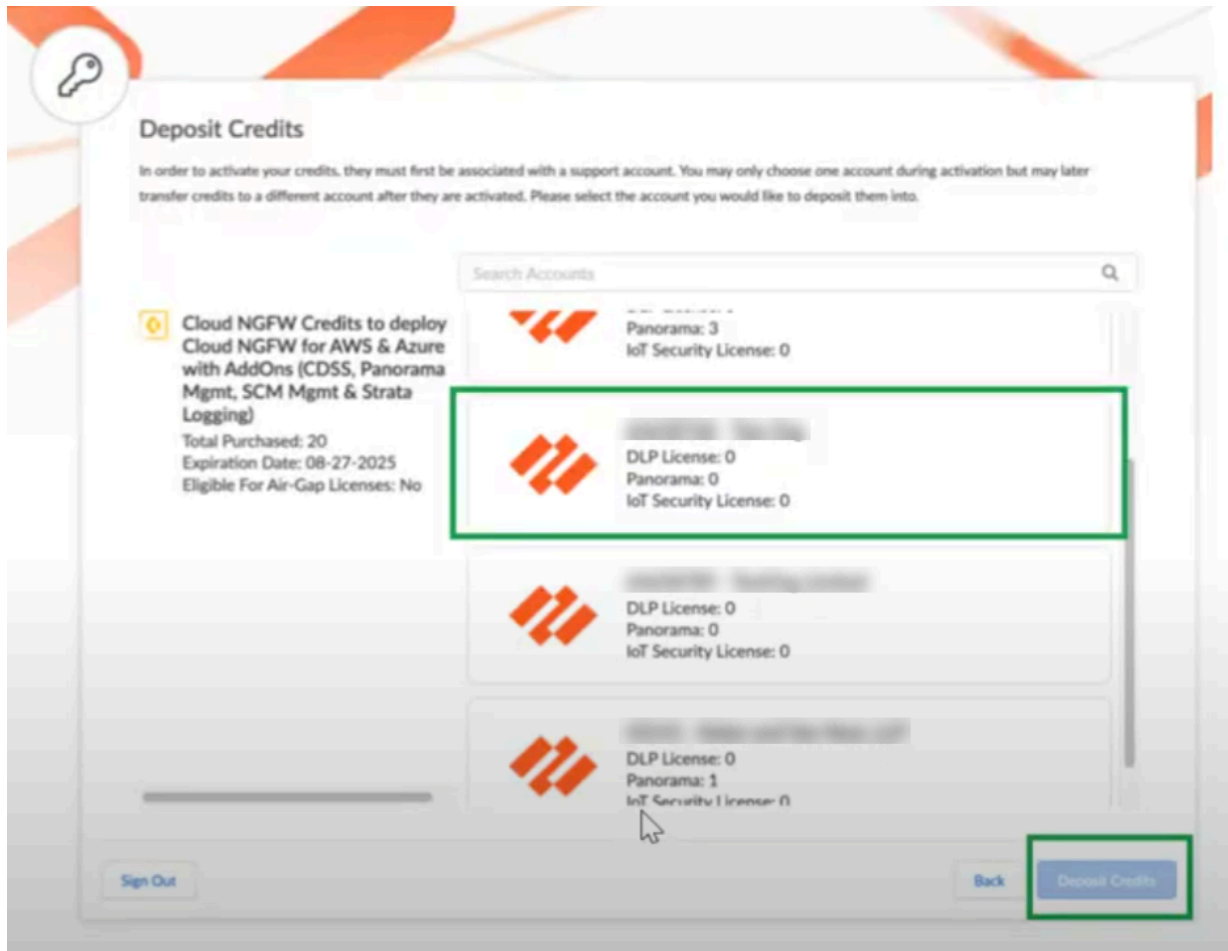 Deposit Credits
In order to activate your credits, they must first be associated with a support account. You may only choose one account during activation but may later
transfer credits to a different account after they are activated. Please select the account you would like to deposit them into.
Search Accounts
Cloud NGFW Credits to deploy
Cloud NGFW for AWS & Azure
with AddOns (CDSS, Panorama
Mgmt, SCM Mgmt & Strata
Logging)
Total Purchased: 20
Expiration Date: 08-27-2025
Eligible For Air-Gap Licenses: No
Panorama: 3
IoT Security License: 0
DLP License: 0
Panorama: 0
IoT Security License: 0
DLP License: 0
Panorama: 0
IoT Security License: 0
DLP License: 0
Panorama: 1
IoT Security License: 0
Sign Out
Back
Deposit Credits